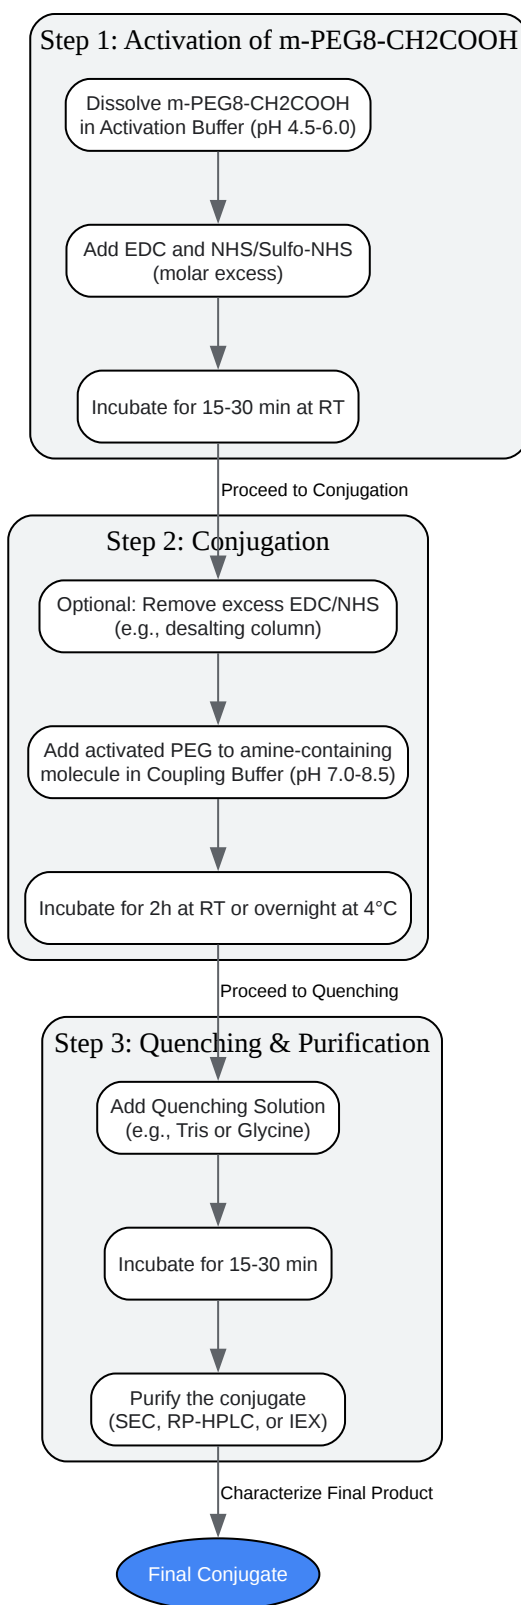 Step 1: Activation of m-PEG8-CH2COOH
Dissolve m-PEG8-CH2COOH
in Activation Buffer (pH 4.5-6.0)
Add EDC and NHS/Sulfo-NHS
(molar excess)
Incubate for 15-30 min at RT
Proceed to Conjugation
Step 2: Conjugation
Optional: Remove excess EDC/NHS
(e.g., desalting column)
Add activated PEG to amine-containing
molecule in Coupling Buffer (pH 7.0-8.5)
Incubate for 2h at RT or overnight at 4°C
Proceed to Quenching
Step 3: Quenching & Purification
Add Quenching Solution
(e.g., Tris or Glycine)
Incubate for 15-30 min
Purify the conjugate
(SEC, RP-HPLC, or IEX)
Characterize Final Product
Final Conjugate